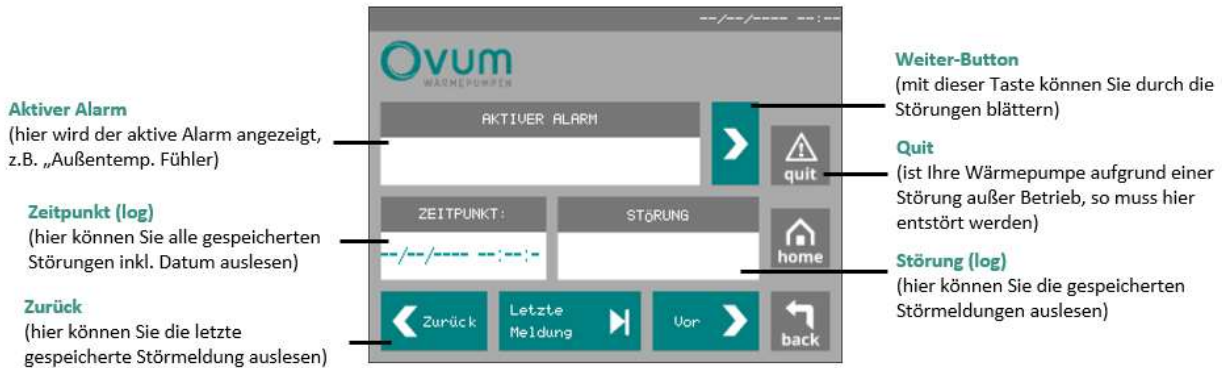 Aktiver Alarm
(hier wird der aktive Alarm angezeigt,
z.B. „Außentemp. Fühler)
Zeitpunkt (log)
(hier können Sie alle gespeicherten
Störungen inkl. Datum auslesen)
Zurück
(hier können Sie die letzte
gespeicherte Störmeldung auslesen)
--/--/---- --:--
Ovum
WÄRMEPUMPEN
AKTIVER ALARM
quit
ZEITPUNKT:
STÖRUNG
--/--/---- --:--:-
home
Zurück
Letzte
Meldung
Vor
back
Weiter-Button
(mit dieser Taste können Sie durch die
Störungen blättern)
Quit
(ist Ihre Wärmepumpe aufgrund einer
Störung außer Betrieb, so muss hier
entstört werden)
Störung (log)
(hier können Sie die gespeicherten
Störmeldungen auslesen)